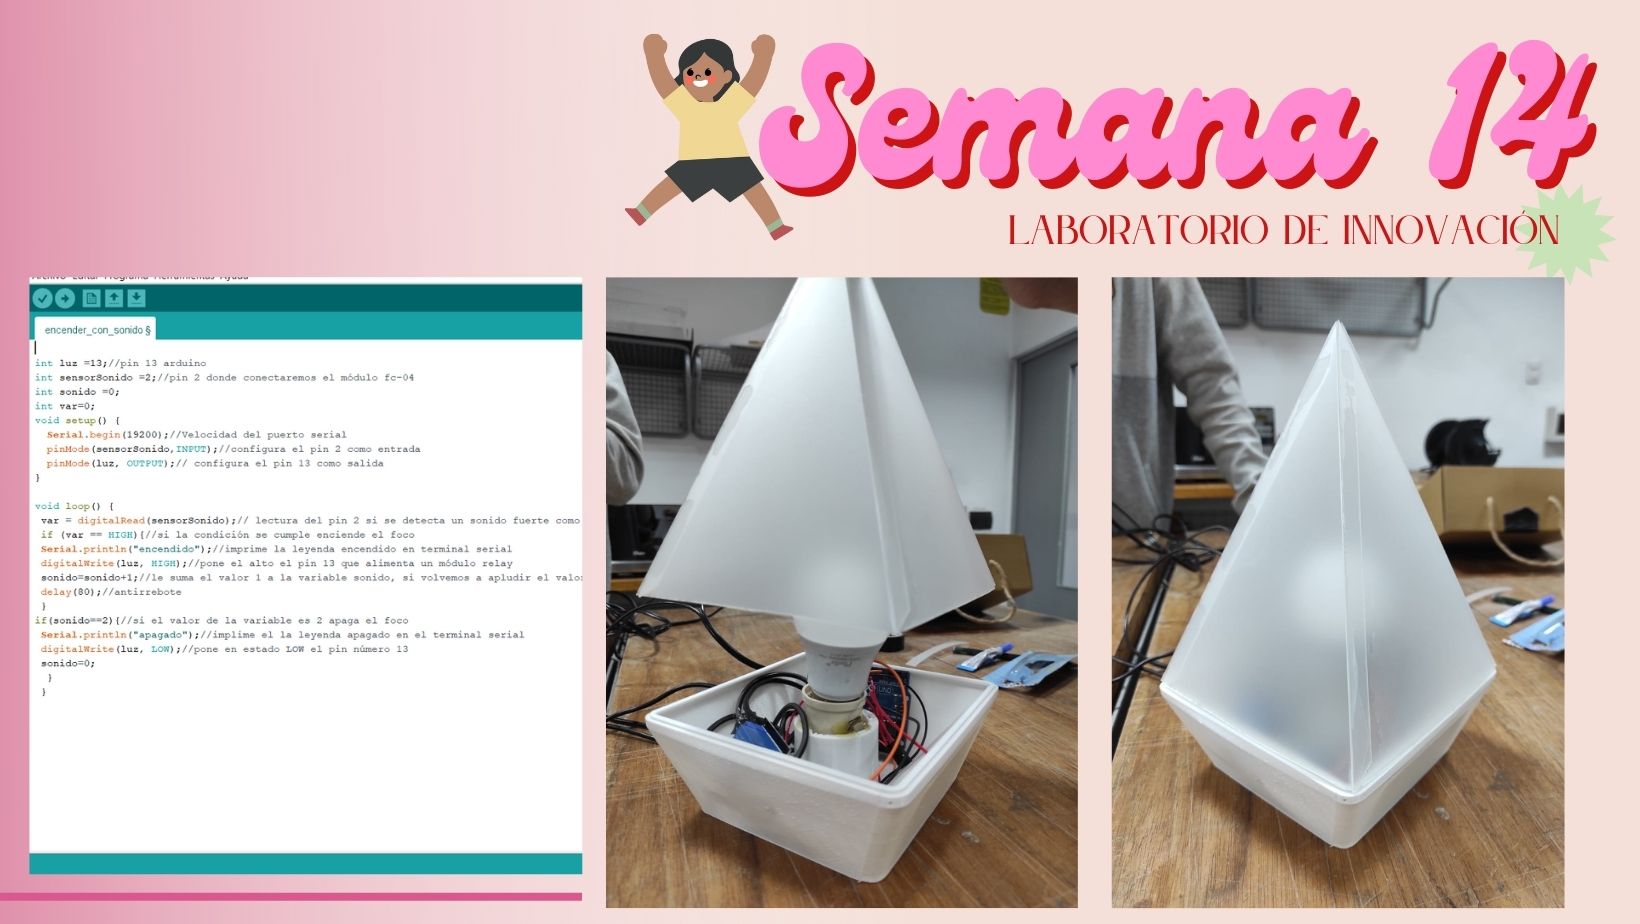 Semana 14
LABORATORIO DE INNOVACIÓN
Archivo Editar Programa Herramientas Ayuda
encender_con_sonido §
int luz =13;//pin 13 arduino
int sensorSonido =2;//pin 2 donde conectaremos el módulo fc-04
int sonido =0;
int var=0;
void setup() {
Serial.begin(19200);//Velocidad del puerto serial
pinMode(sensorSonido,INPUT);//configura el pin 2 como entrada
pinMode(luz, OUTPUT);// configura el pin 13 como salida
}
void loop() {
var = digitalRead(sensorSonido);// lectura del pin 2 si se detecta un sonido fuerte como
if (var == HIGH){//si la condición se cumple enciende el foco
Serial.println("encendido");//imprime la leyenda encendido en terminal serial
digitalWrite(luz, HIGH);//pone el alto el pin 13 que alimenta un módulo relay
sonido=sonido+1;//le suma el valor 1 a la variable sonido, si volvemos a apludir el valo
delay(80);//antirrebote
}
if(sonido==2){//si el valor de la variable es 2 apaga el foco
Serial.println("apagado");//implime el la leyenda apagado en el terminal serial
digitalWrite(luz, LOW);//pone en estado LOW el pin número 13
sonido=0;
}
}
UNO